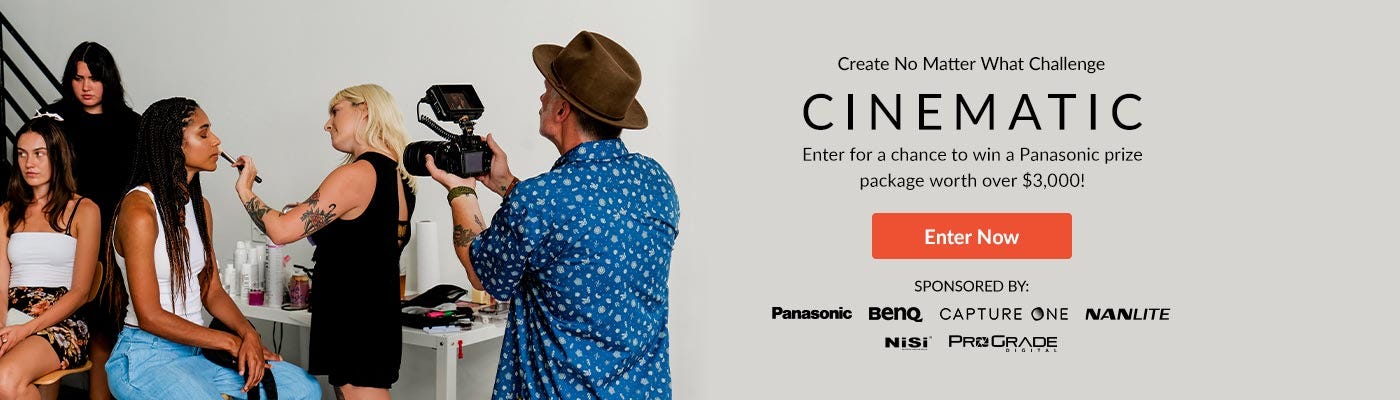 Create No Matter What Challenge
CINEMATIC
Enter for a chance to win a Panasonic prize
package worth over $3,000!
Enter Now
SPONSORED BY:
Panasonic BenQ CAPTURE ONE NANLITE
NiSi PROGRADE
DIGITAL